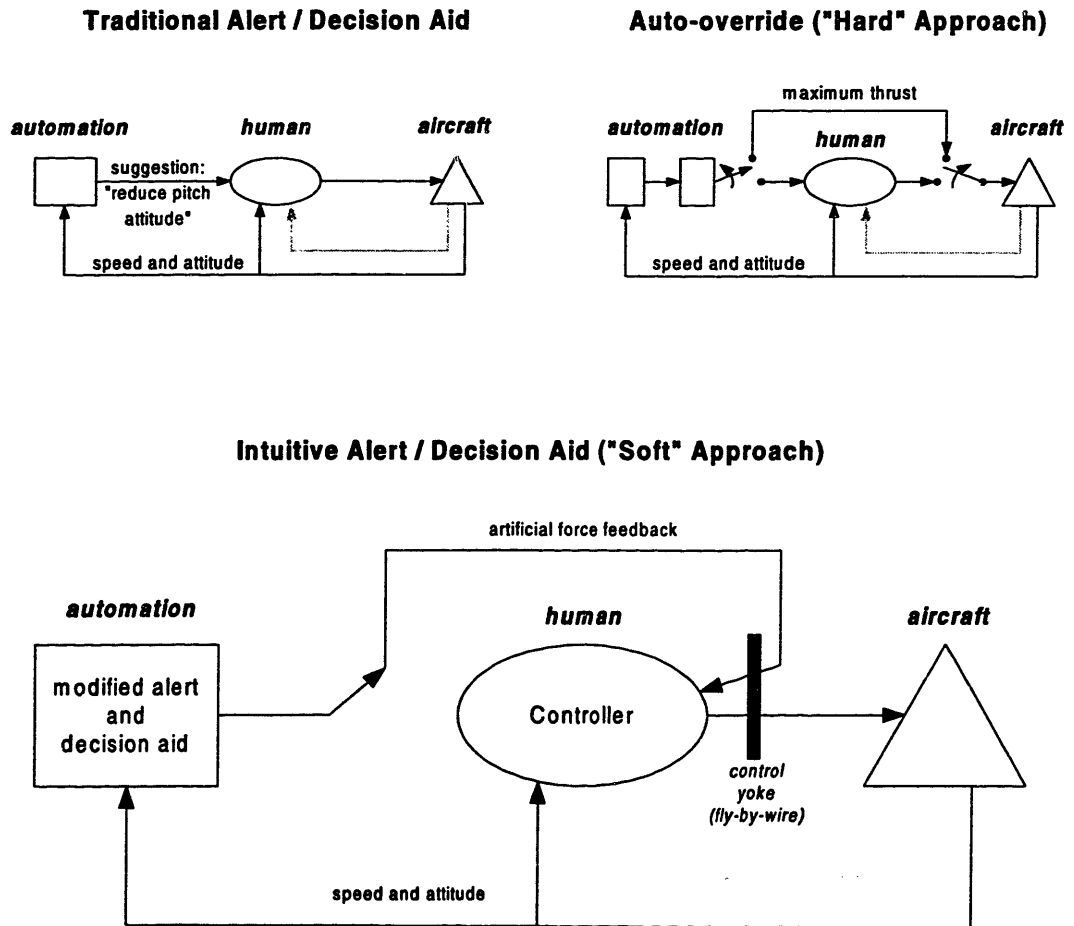 Traditional Alert / Decision Aid
automation
human
aircraft
suggestion:
"reduce pitch
attitude"
speed and attitude
Auto-override ("Hard" Approach)
maximum thrust
automation
human
aircraft
speed and attitude
Intuitive Alert / Decision Aid ("Soft" Approach)
artificial force feedback
automation
human
aircraft
modified alert
and
decision aid
Controller
control
yoke
(fly-by-wire)
speed and attitude